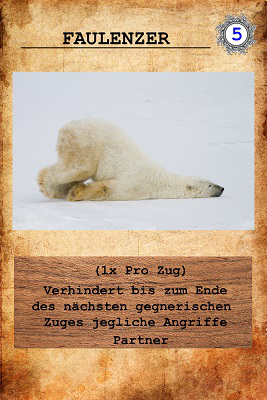 FAULENZER
5
(1x Pro Zug)
Verhindert bis zum Ende
des nächsten gegnerischen
Zuges jegliche Angriffe
Partner